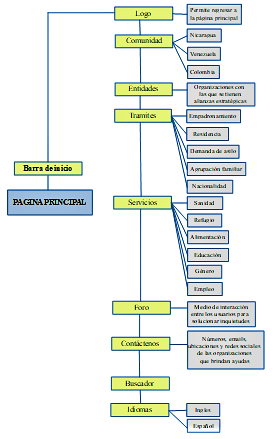 Logo
Permite regresar a
la página principal
Comunidad
Nicaragua
Venezuela
Colombia
Entidades
Organizaciones con
las que se tienen
alianzas estratégicas
Tramites
Empadronamiento
Residencia
Demanda de asilo
Agrupación familiar
Nacionalidad
Barra de inicio
PAGINA PRINCIPAL
Servicios
Sanidad
Refugio
Alimentación
Educación
Género
Empleo
Foro
Medio de interacción
entre los usuarios para
solucionar inquietudes
Contáctenos
Números, emails,
ubicaciones y redes sociales
de las organizaciones
que brindan ayudas
Buscador
Idiomas
Ingles
Español